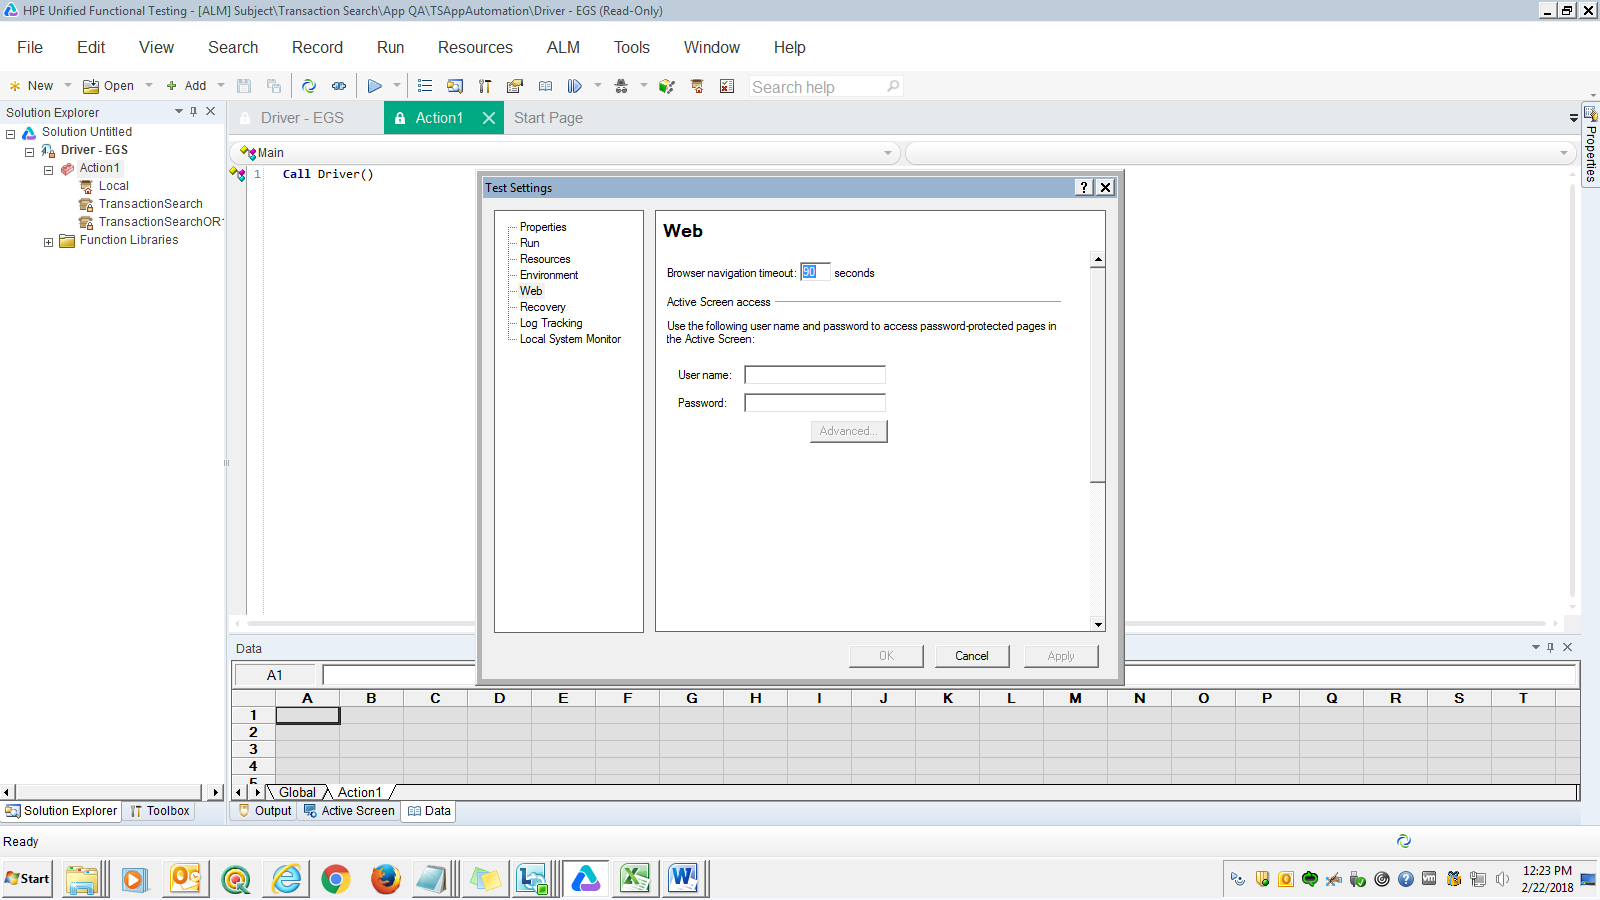 HPE Unified Functional Testing - [ALM] Subject\Transaction Search\App QA\TSAppAutomation\Driver - EGS (Read-Only)
File Edit View Search Record Run Resources ALM Tools Window Help
New Open Add Search help
Solution Explorer
Solution Untitled
Driver - EGS
Action1
Local
TransactionSearch
TransactionSearchOR
Function Libraries
Driver - EGS Action1 Start Page
Main
1 Call Driver()
Properties
Test Settings
Properties
Run
Resources
Environment
Web
Recovery
Log Tracking
Local System Monitor
Web
Browser navigation timeout: 90 seconds
Active Screen access
Use the following user name and password to access password-protected pages in
the Active Screen:
User name:
Password:
Advanced...
OK Cancel Apply
Data
A1
A B C D E F G H I J K L M N O P Q R S T
1
2
3
4
5
Global Action1
Solution Explorer Toolbox Output Active Screen Data
Ready
Start
12:23 PM
2/22/2018